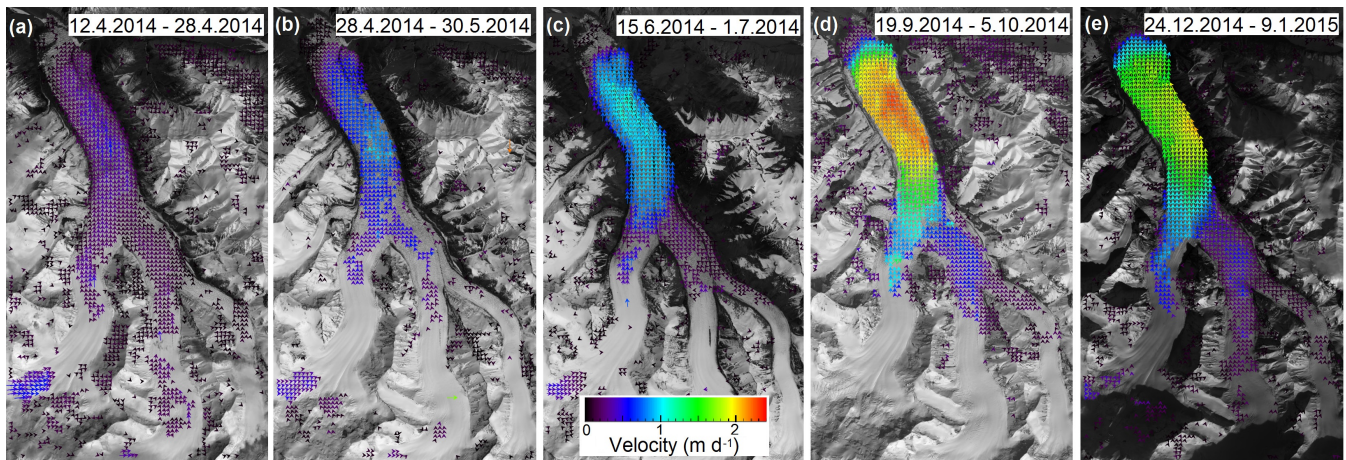 (a) 12.4.2014 - 28.4.2014
(b) 28.4.2014 - 30.5.2014
(c) 15.6.2014 - 1.7.2014
(d) 19.9.2014 - 5.10.2014
(e) 24.12.2014 - 9.1.2015
0 1 2
Velocity (m d⁻¹)